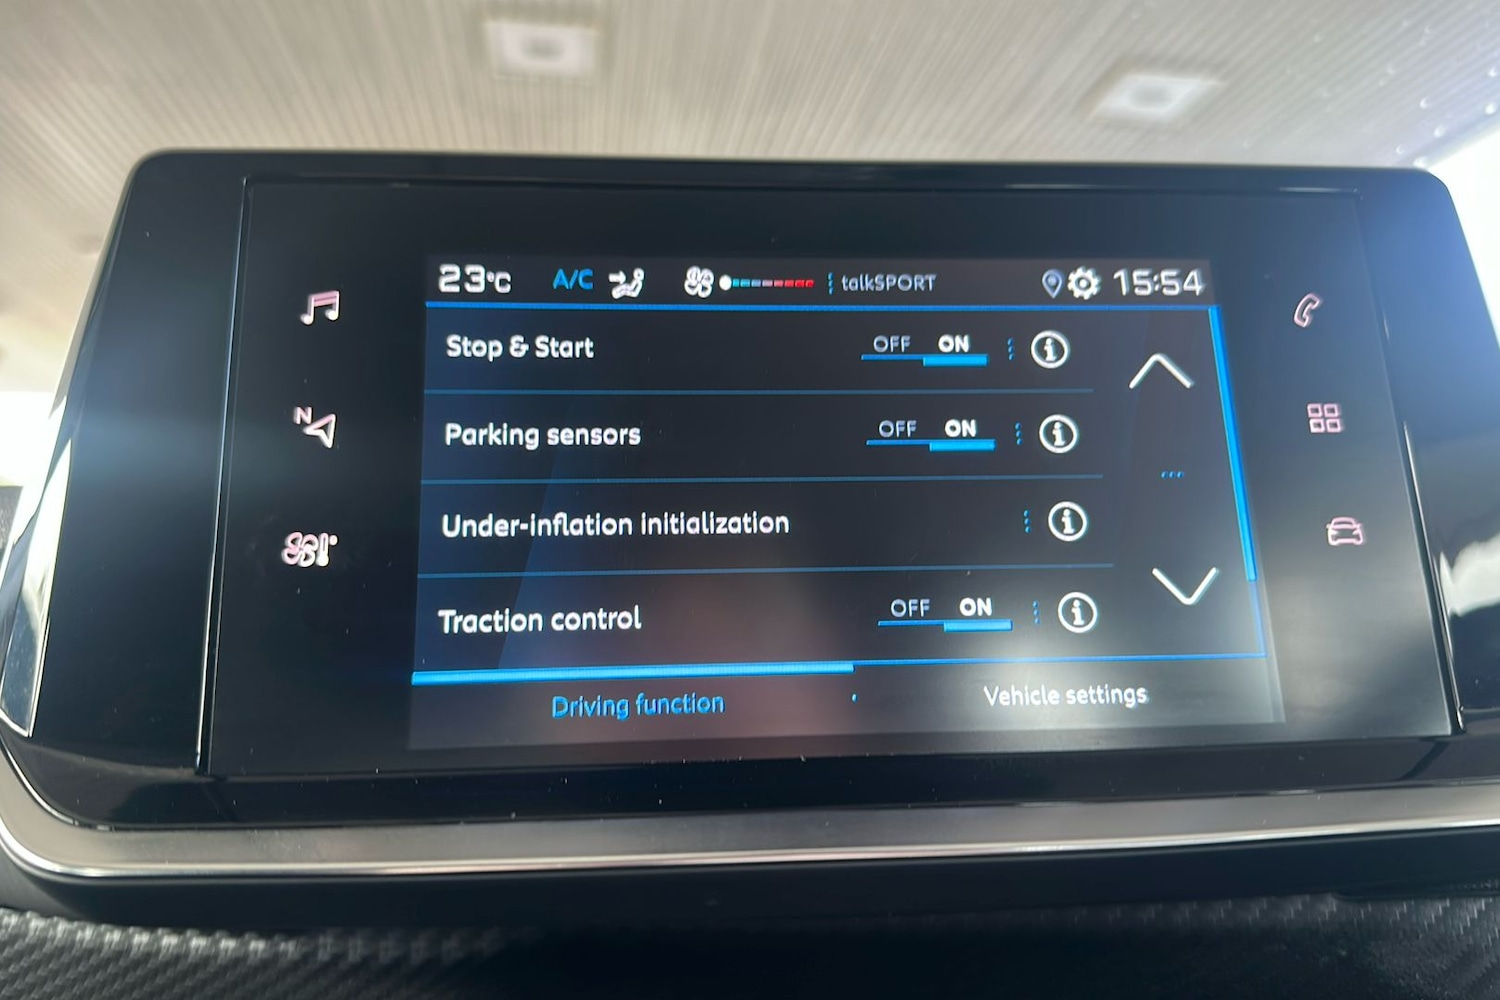 23°C A/C talkSPORT 15:54
Stop & Start OFF ON
Parking sensors OFF ON
Under-inflation initialization
Traction control OFF ON
Driving function Vehicle settings
N